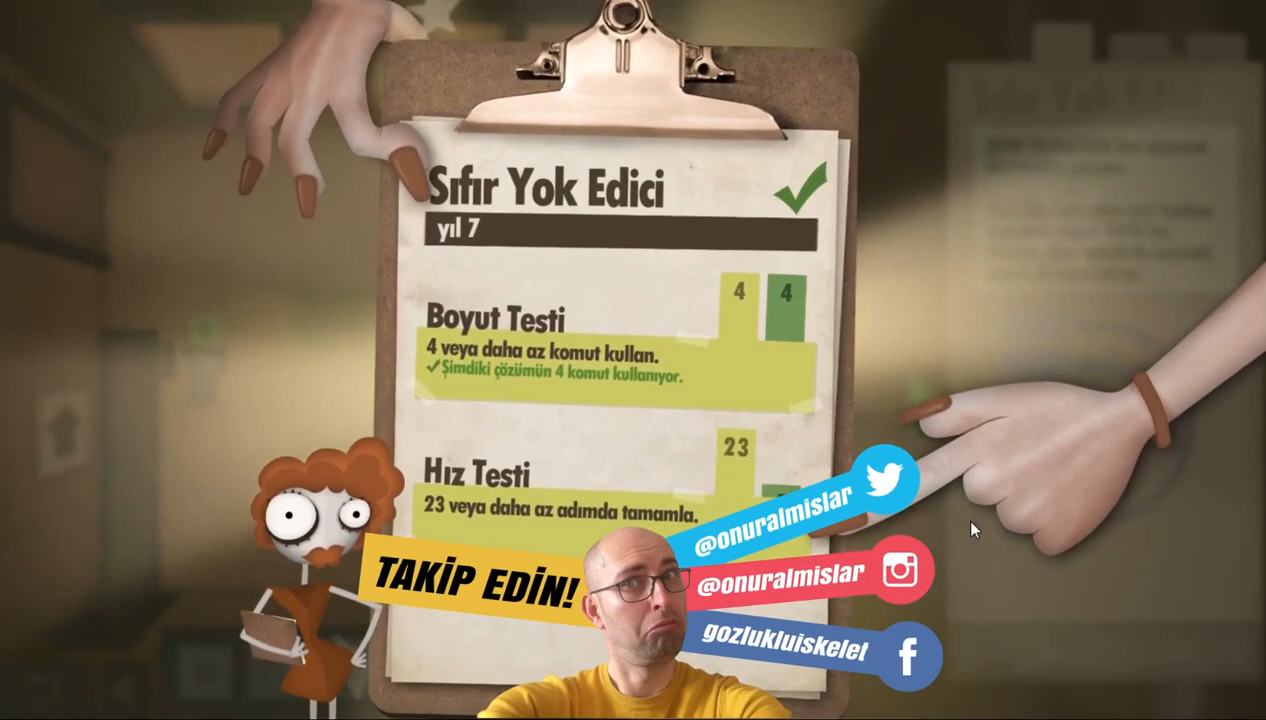 Sıfır Yok Edici
yıl 7
4
4
Boyut Testi
4 veya daha az komut kullan.
✓Şimdiki çözümün 4 komut kullanıyor.
23
Hız Testi
23 veya daha az adımda tamamla.
TAKİP EDİN!
@onuralmislar
@onuralmislar
gozlukluiskelet